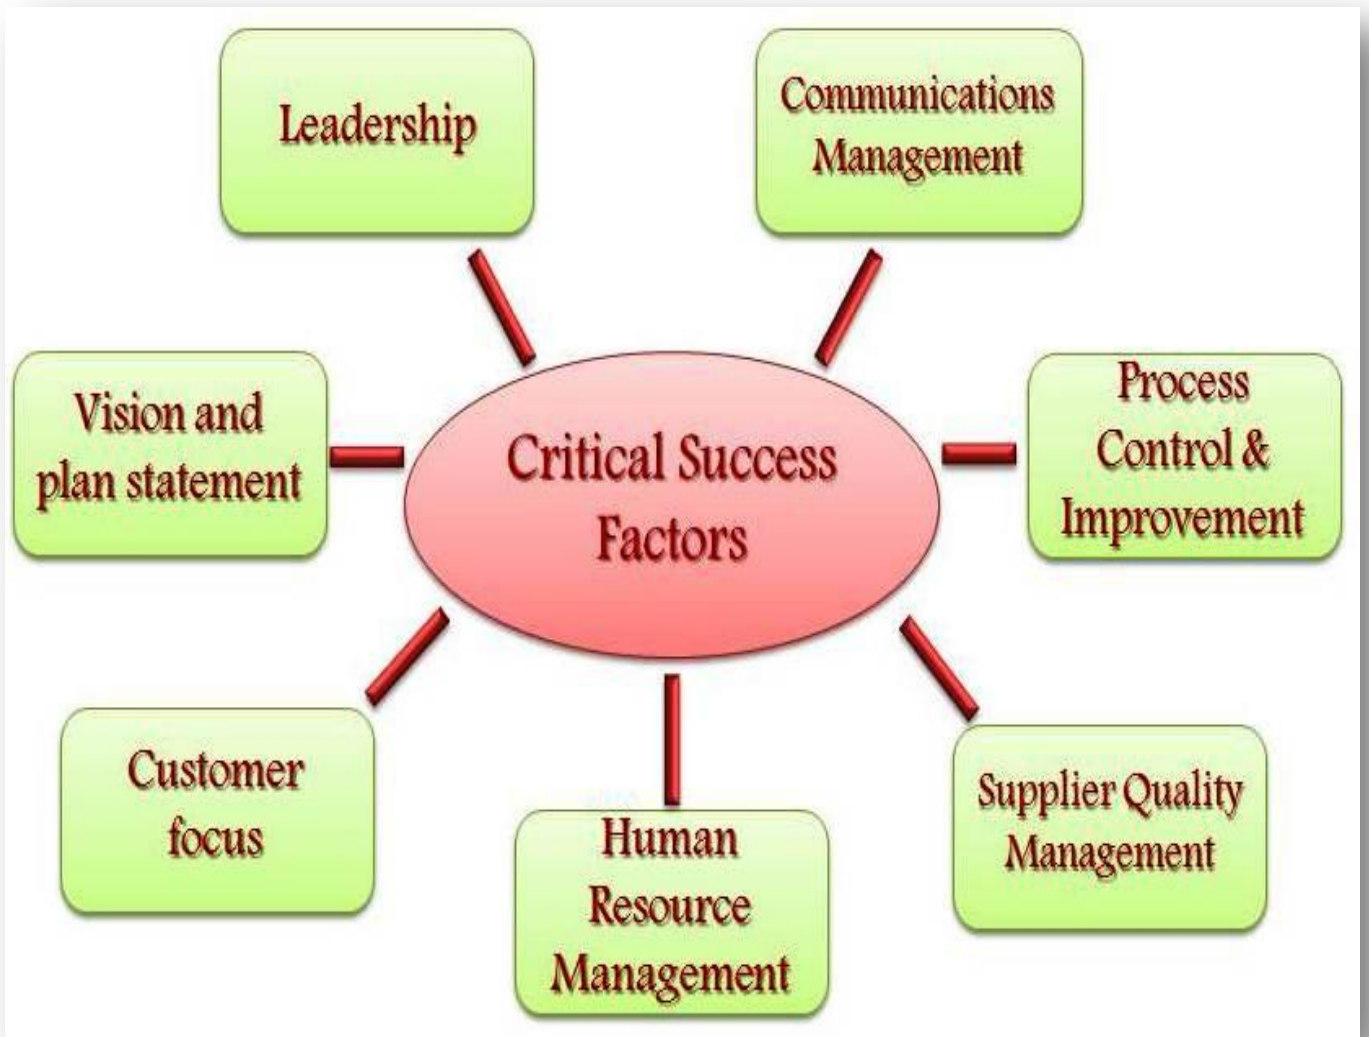 Leadership
Communications
Management
Vision and
plan statement
Critical Success
Factors
Process
Control &
Improvement
Customer
focus
Human
Resource
Management
Supplier Quality
Management